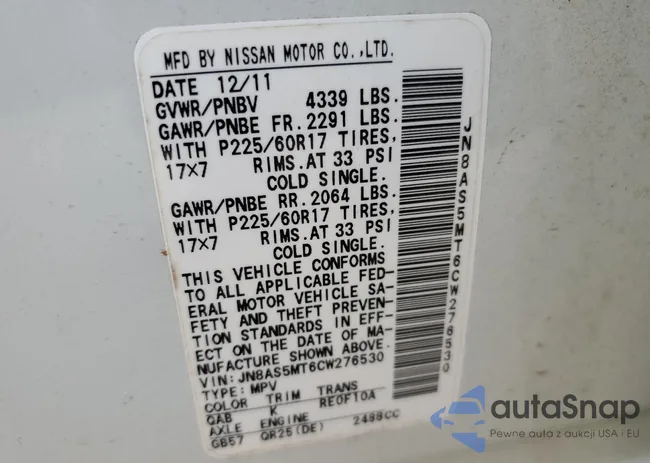 MFD BY NISSAN MOTOR CO.,LTD.
DATE 12/11
GVWR/PNBV 4339 LBS.
GAWR/PNBE FR.2291 LBS.
WITH P225/60R17 TIRES,
17×7 RIMS.AT 33 PSI
COLD SINGLE.
GAWR/PNBE RR.2064 LBS.
WITH P225/60R17 TIRES,
17×7 RIMS.AT 33 PSI
COLD SINGLE.
THIS VEHICLE CONFORMS
TO ALL APPLICABLE FED-
ERAL MOTOR VEHICLE SA-
FETY AND THEFT PREVEN-
TION STANDARDS IN EFF-
ECT ON THE DATE OF MA-
NUFACTURE SHOWN ABOVE.
VIN: JN8AS5MT6CW276530
TYPE: MPV
COLOR TRIM TRANS
QAB K RE0F10A
AXLE ENGINE
GB57 QR25(DE) 2488CC
JN8AS5MT6CW276530
autaSnap
Pewne auta z aukcji USA i EU